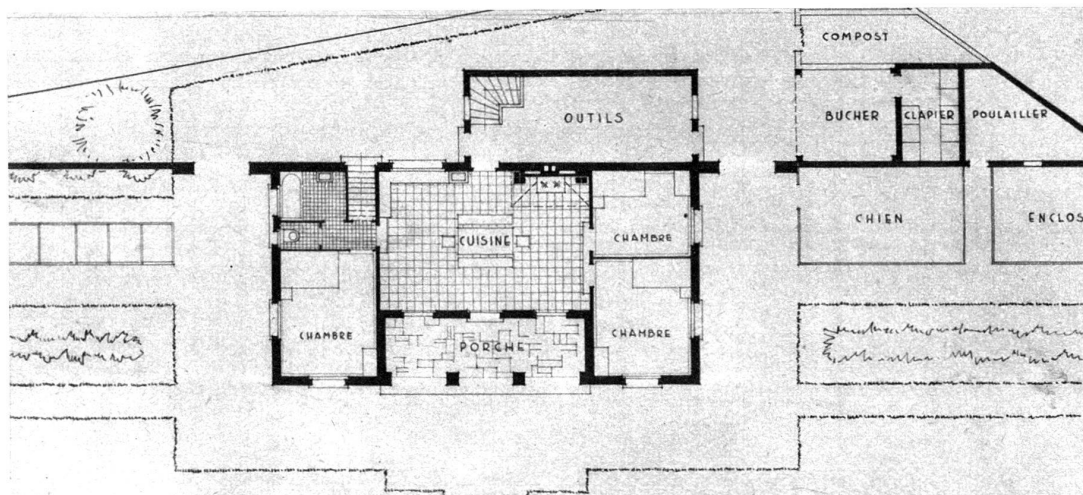 COMPOST
OUTILS
BUCHER
CLAPIER
POULAILLER
CHIEN
ENCLOS
CUISINE
CHAMBRE
CHAMBRE
PORCHE
CHAMBRE